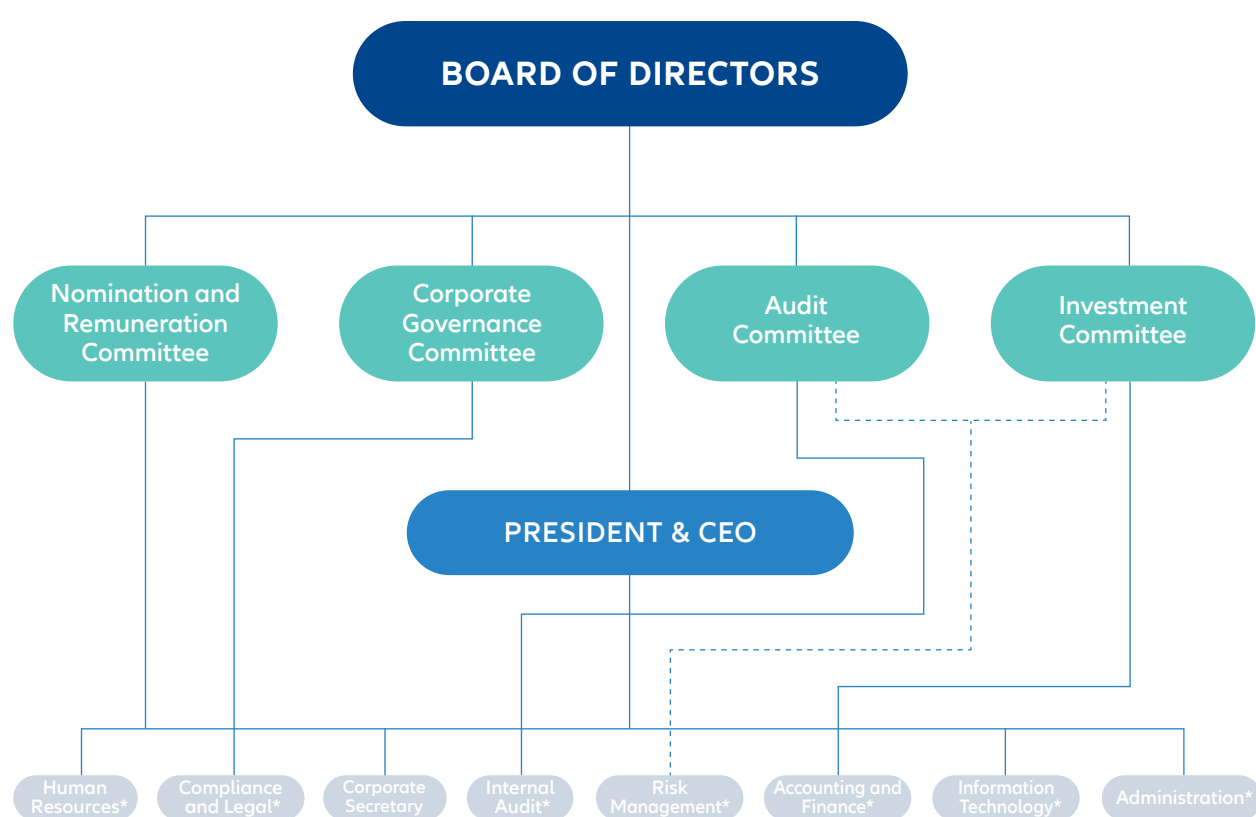 BOARD OF DIRECTORS
Nomination and
Remuneration
Committee
Corporate
Governance
Committee
Audit
Committee
Investment
Committee
PRESIDENT & CEO
Human
Resources*
Compliance
and Legal*
Corporate
Secretary
Internal
Audit*
Risk
Management*
Accounting and
Finance*
Information
Technology*
Administration*